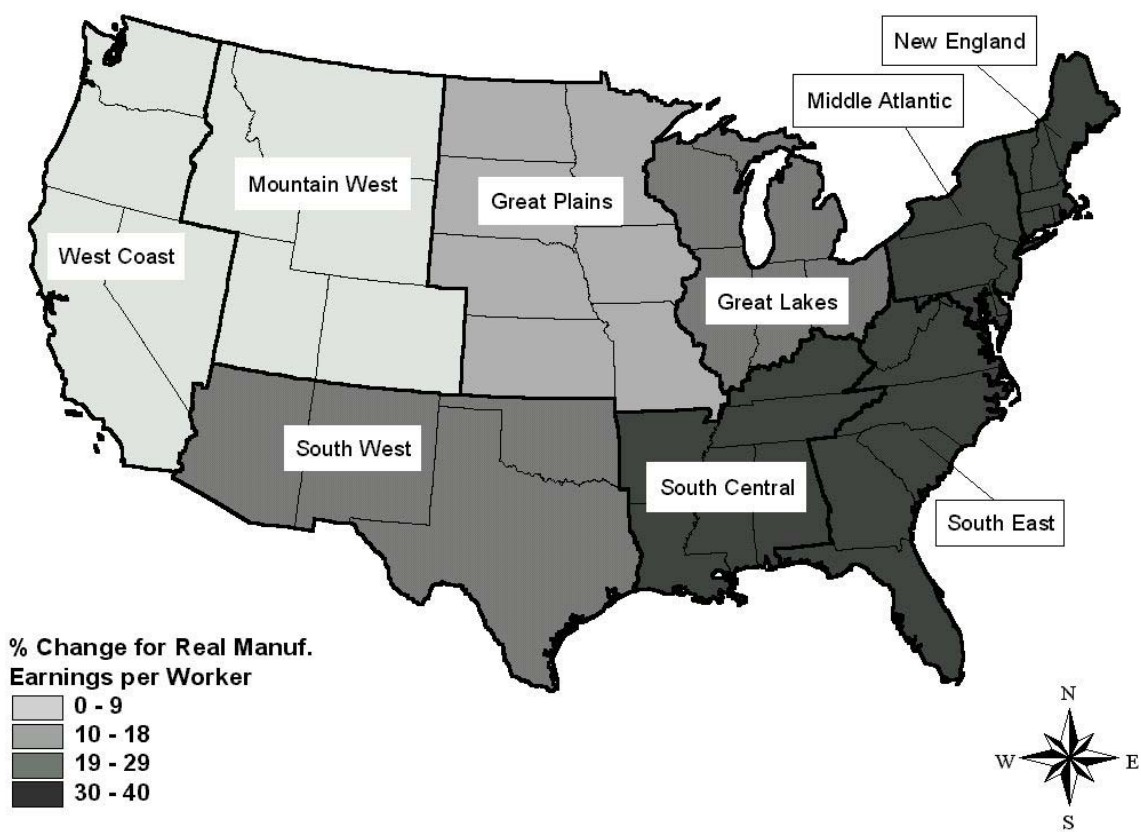 New England
Middle Atlantic
Mountain West
Great Plains
West Coast
Great Lakes
South West
South Central
South East
% Change for Real Manuf.
Earnings per Worker
0 - 9
10 - 18
19 - 29
30 - 40
N
W
E
S